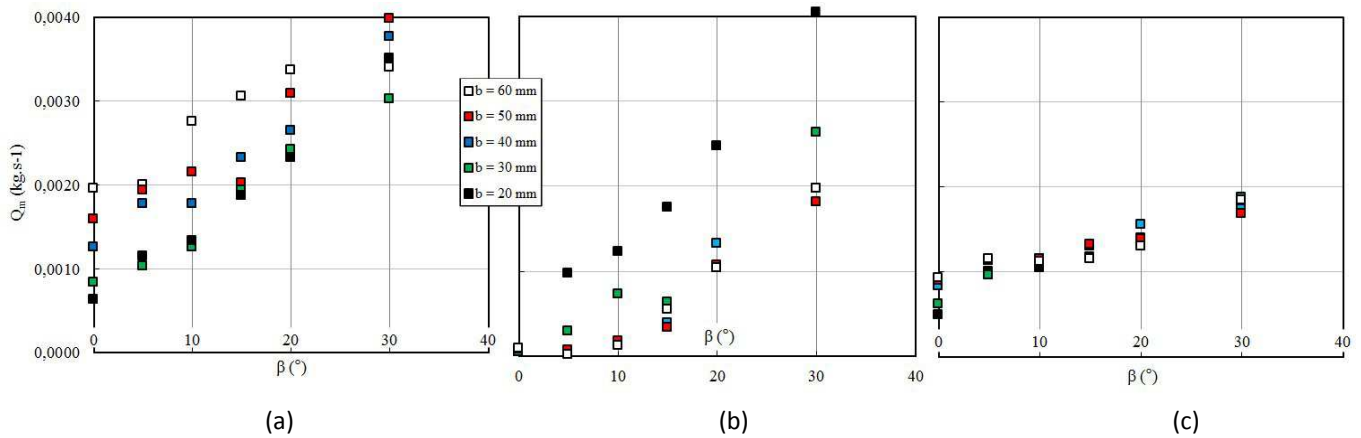 0,0040
0,0030
0,0020
0,0010
0,0000
Qm (kg.s-1)
0 10 20 30 40
β (°)
b = 60 mm
b = 50 mm
b = 40 mm
b = 30 mm
b = 20 mm
β (°)
0 10 20 30 40
0 10 20 30 40
β (°)
(a) (b) (c)